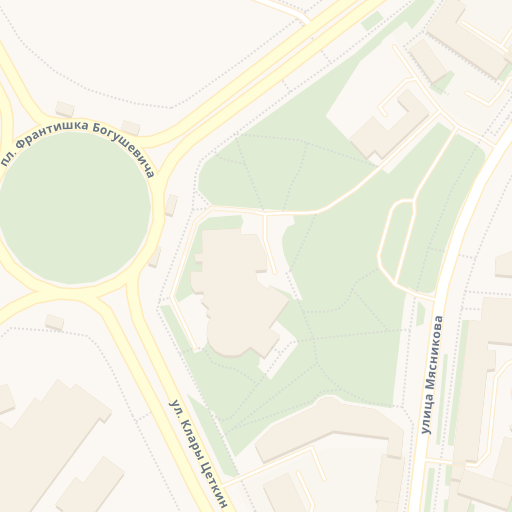 пл. Франтишка Богушевича
улица Мясникова
ул. Клары Цеткин